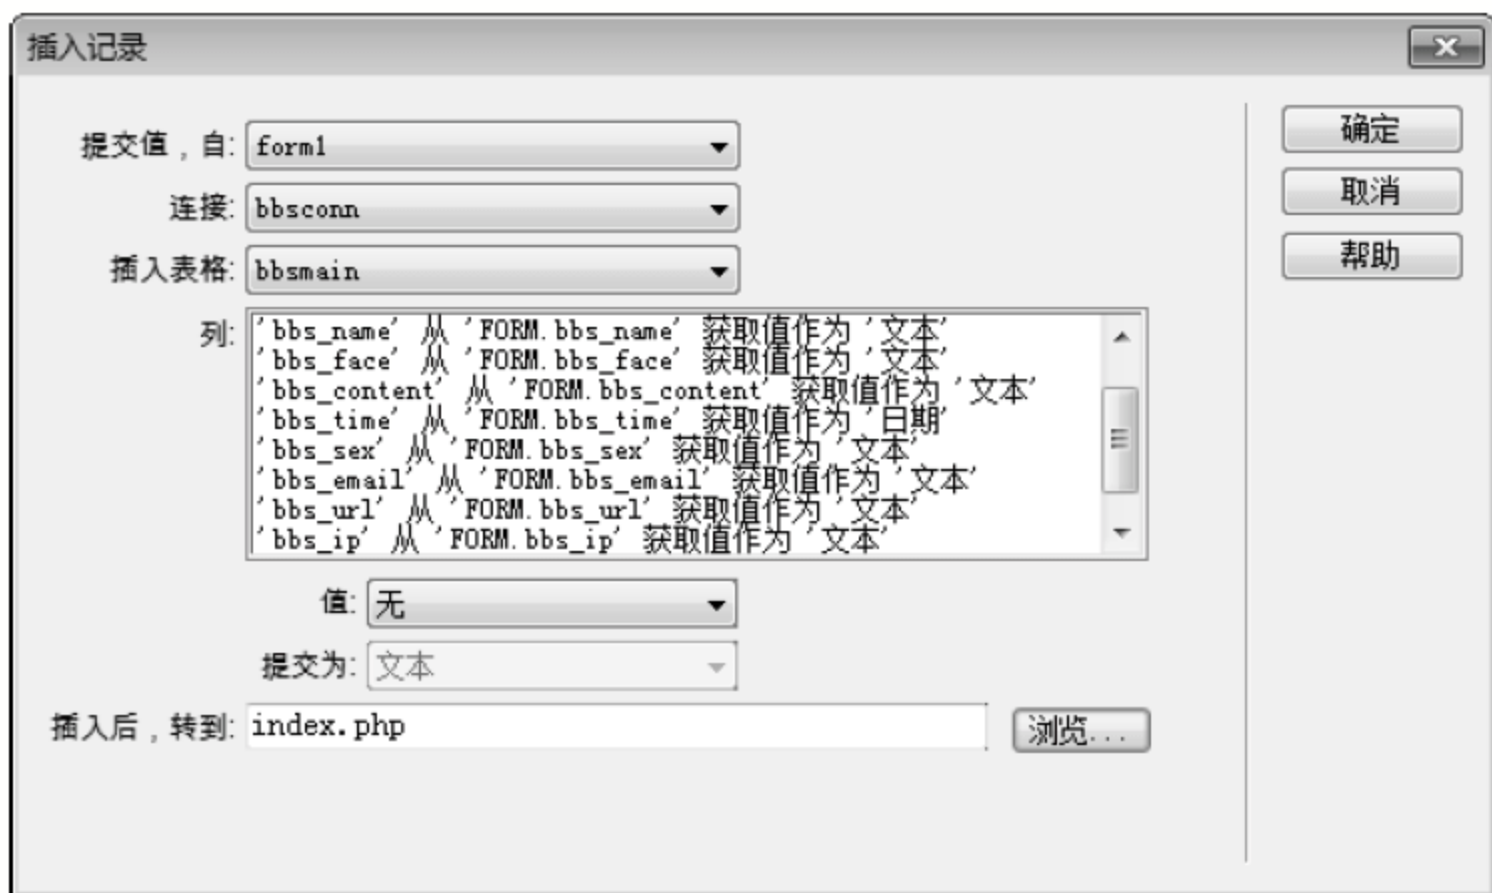 插入记录
提交值，自: form1
连接: bbsconn
插入表格: bbsmain
列: 'bbs_name' 从 'FORM.bbs_name' 获取值作为 '文本'
'bbs_face' 从 'FORM.bbs_face' 获取值作为 '文本'
'bbs_content' 从 'FORM.bbs_content' 获取值作为 '文本'
'bbs_time' 从 'FORM.bbs_time' 获取值作为 '日期'
'bbs_sex' 从 'FORM.bbs_sex' 获取值作为 '文本'
'bbs_email' 从 'FORM.bbs_email' 获取值作为 '文本'
'bbs_url' 从 'FORM.bbs_url' 获取值作为 '文本'
'bbs_ip' 从 'FORM.bbs_ip' 获取值作为 '文本'
值: 无
提交为: 文本
插入后，转到: index.php 浏览...
确定
取消
帮助